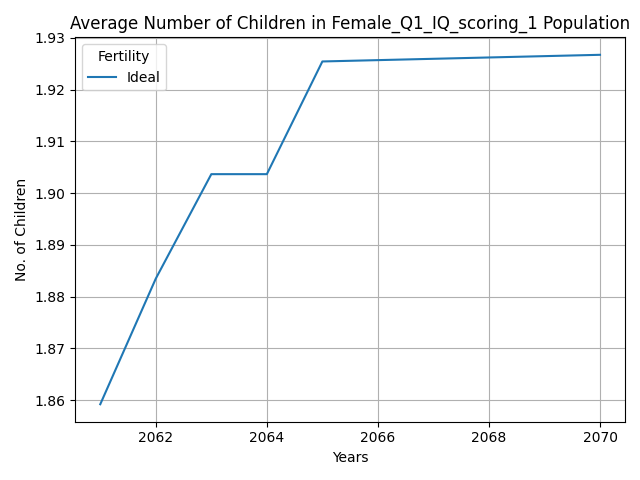 Average Number of Children in Female_Q1_IQ_scoring_1 Population
1.93
1.92
1.91
1.90
1.89
1.88
1.87
1.86
No. of Children
Fertility
Ideal
2062 2064 2066 2068 2070
Years